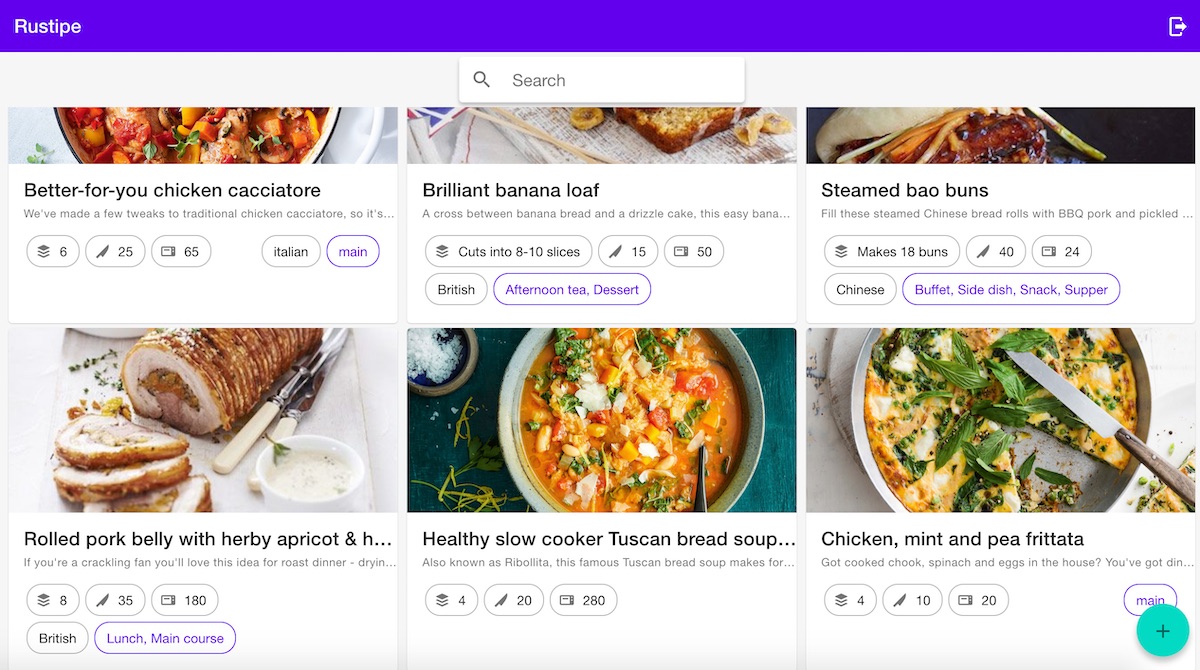 Rustipe
Search
Better-for-you chicken cacciatore
We've made a few tweaks to traditional chicken cacciatore, so it's...
6 25 65 italian main
Brilliant banana loaf
A cross between banana bread and a drizzle cake, this easy bana...
Cuts into 8-10 slices 15 50
British Afternoon tea, Dessert
Steamed bao buns
Fill these steamed Chinese bread rolls with BBQ pork and pickled ...
Makes 18 buns 40 24
Chinese Buffet, Side dish, Snack, Supper
Rolled pork belly with herby apricot & h...
If you're a crackling fan you'll love this idea for roast dinner - dryin...
8 35 180
British Lunch, Main course
Healthy slow cooker Tuscan bread soup...
Also known as Ribollita, this famous Tuscan bread soup makes for...
4 20 280
Chicken, mint and pea frittata
Got cooked chook, spinach and eggs in the house? You've got din...
4 10 20 main